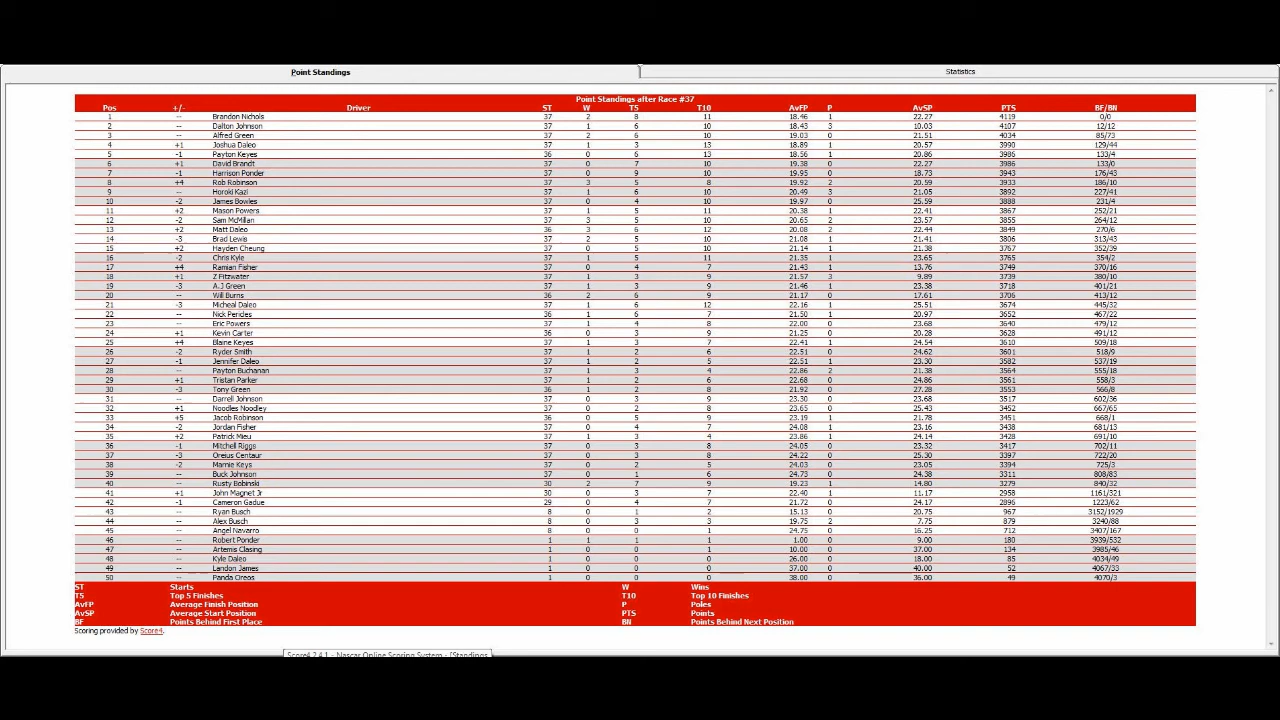 Point Standings
Statistics
Point Standings after Race #37
Pos +/- Driver ST W T5 T10 AvFP P AvSP PTS BF/BN
1 -- Brandon Nichols 37 2 8 11 18.46 1 22.27 4119 0/0
2 -- Dalton Johnson 37 1 6 10 18.43 3 10.03 4107 12/12
3 -- Alfred Green 37 2 6 10 19.03 0 21.51 4034 85/73
4 +1 Joshua Daleo 37 1 3 13 18.89 1 20.57 3990 129/44
5 -1 Payton Keyes 36 0 6 13 18.56 1 20.86 3986 133/4
6 +1 David Brandt 37 0 7 10 19.38 0 22.27 3986 133/0
7 -1 Harrison Ponder 37 0 9 10 19.95 0 18.73 3943 176/43
8 +4 Rob Robinson 37 3 5 8 19.92 2 20.59 3933 186/10
9 -- Horoki Kazi 37 1 6 10 20.49 3 21.05 3892 227/41
10 -2 James Bowles 37 0 4 10 19.97 0 25.59 3888 231/4
11 +2 Mason Powers 37 1 5 11 20.38 1 22.41 3867 252/21
12 -2 Sam McMillan 37 3 5 10 20.65 2 23.57 3855 264/12
13 +2 Matt Daleo 36 3 6 12 20.08 2 22.44 3849 270/6
14 -3 Brad Lewis 37 2 5 10 21.08 1 21.41 3806 313/43
15 +2 Hayden Cheung 37 0 5 10 21.14 1 21.38 3767 352/39
16 -2 Chris Kyle 37 1 5 11 21.35 1 23.65 3765 354/2
17 +4 Ramian Fisher 37 0 4 7 21.43 1 13.76 3749 370/16
18 +1 Z Fitzwater 37 1 3 9 21.57 3 9.89 3739 380/10
19 -3 A.J Green 37 1 3 9 21.46 1 23.38 3718 401/21
20 -- Will Burns 36 2 6 9 21.17 0 17.61 3706 413/12
21 -3 Micheal Daleo 37 1 6 12 22.16 1 25.51 3674 445/32
22 -- Nick Perides 36 1 6 7 21.50 1 20.97 3652 467/22
23 -- Eric Powers 37 1 4 8 22.00 0 23.68 3640 479/12
24 +1 Kevin Carter 36 0 3 9 21.25 0 20.28 3628 491/12
25 +4 Blaine Keyes 37 1 3 7 22.41 1 24.54 3610 509/18
26 -2 Ryder Smith 37 1 2 6 22.51 0 24.62 3601 518/9
27 -1 Jennifer Daleo 37 1 2 5 22.51 1 23.30 3582 537/19
28 -- Payton Buchanan 37 1 3 4 22.86 2 21.38 3564 555/18
29 +1 Tristan Parker 37 1 2 6 22.68 0 24.86 3561 558/3
30 -3 Tony Green 36 1 2 8 21.92 0 27.28 3553 566/8
31 -- Darrell Johnson 37 0 3 9 23.30 0 23.68 3517 602/36
32 +1 Noodles Noodley 37 0 2 8 23.65 0 25.43 3452 667/65
33 +5 Jacob Robinson 36 0 5 9 23.19 1 21.78 3451 668/1
34 -2 Jordan Fisher 37 0 4 7 24.08 1 23.16 3438 681/13
35 +2 Patrick Mieu 37 1 3 4 23.86 1 24.14 3428 691/10
36 -1 Mitchell Riggs 37 0 3 8 24.05 0 23.32 3417 702/11
37 -3 Oreius Centaur 37 0 3 8 24.22 0 25.30 3397 722/20
38 -2 Marnie Keys 37 0 2 5 24.03 0 23.05 3394 725/3
39 -- Buck Johnson 37 0 1 6 24.73 0 24.38 3311 808/83
40 -- Rusty Bobinski 30 2 7 9 19.23 1 14.80 3279 840/32
41 +1 John Magnet Jr 30 0 3 7 22.40 1 11.17 2958 1161/321
42 -1 Cameron Gadue 29 0 4 7 21.72 0 24.17 2896 1223/62
43 -- Ryan Busch 8 0 1 2 15.13 0 20.75 967 3152/1929
44 -- Alex Busch 8 0 3 3 19.75 2 7.75 879 3240/88
45 -- Angel Navarro 8 0 0 1 24.75 0 16.25 712 3407/167
46 -- Robert Ponder 1 1 1 1 1.00 0 9.00 180 3939/532
47 -- Artemis Clasing 1 0 0 1 10.00 0 37.00 134 3985/46
48 -- Kyle Daleo 1 0 0 0 26.00 0 18.00 85 4034/49
49 -- Landon James 1 0 0 0 37.00 0 40.00 52 4067/33
50 -- Panda Oreos 1 0 0 0 38.00 0 36.00 49 4070/3
ST Starts W Wins
T5 Top 5 Finishes T10 Top 10 Finishes
AvFP Average Finish Position P Poles
AvSP Average Start Position PTS Points
BF Points Behind First Place BN Points Behind Next Position
Scoring provided by Score4.
Score4 2.4.1 - Nascar Online Scoring System - [Standings